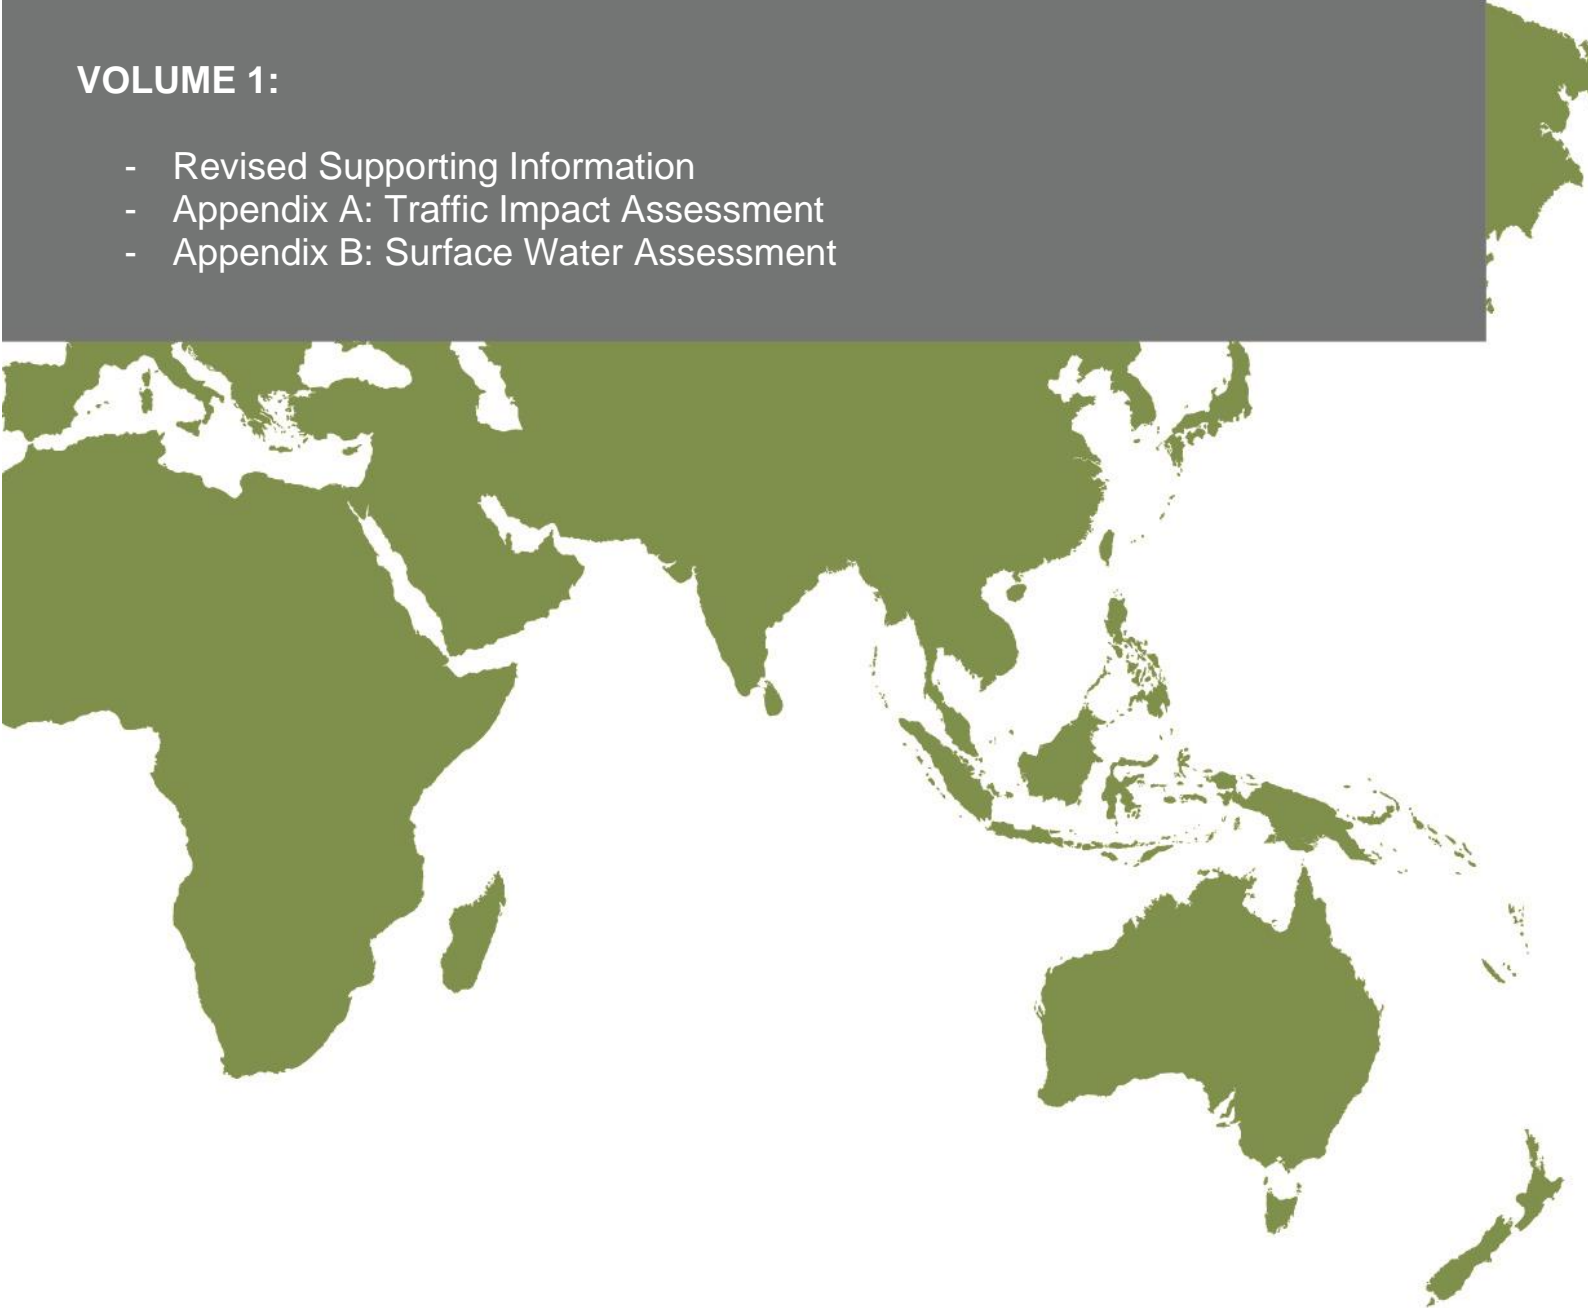 VOLUME 1:
- Revised Supporting Information
- Appendix A: Traffic Impact Assessment
- Appendix B: Surface Water Assessment